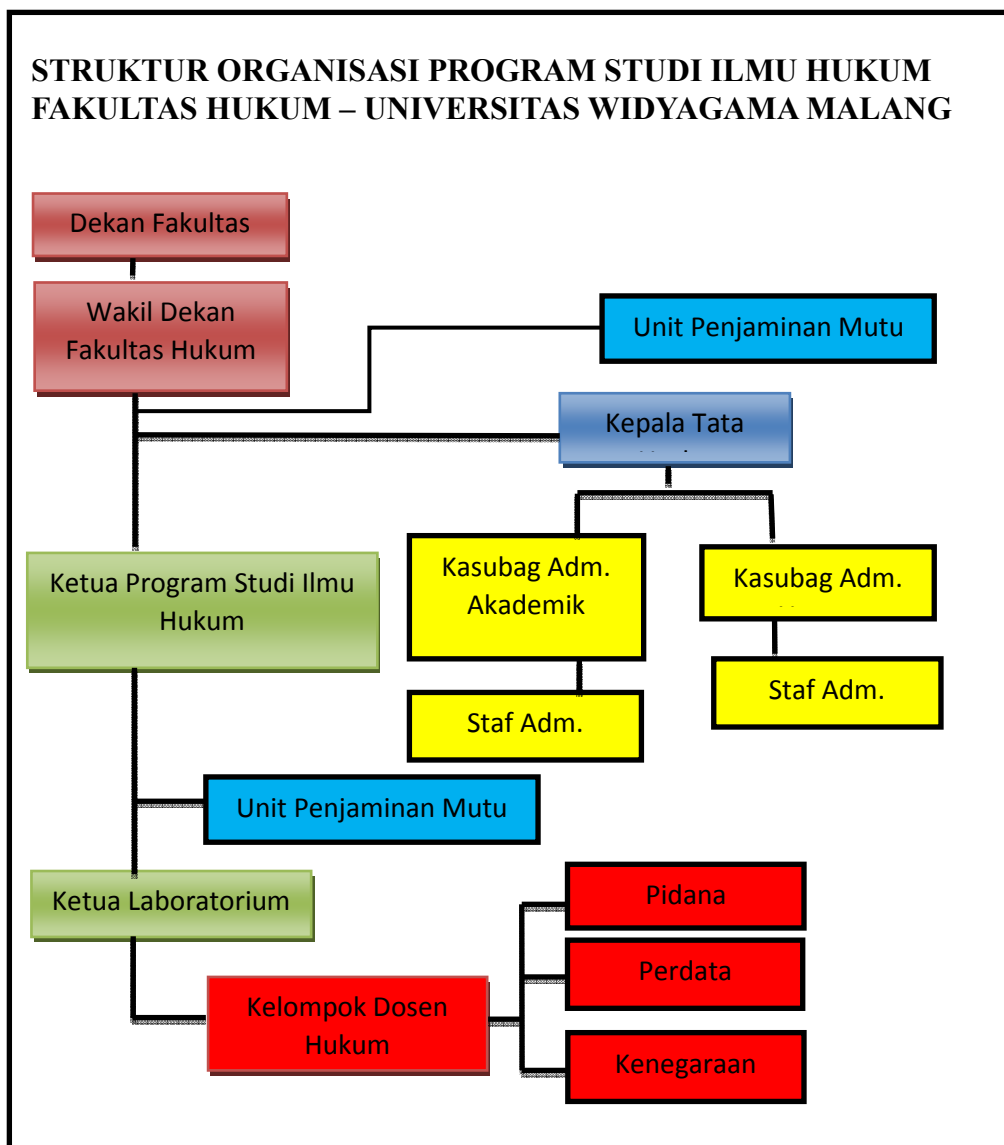 STRUKTUR ORGANISASI PROGRAM STUDI ILMU HUKUM
FAKULTAS HUKUM – UNIVERSITAS WIDYAGAMA MALANG
Dekan Fakultas
Wakil Dekan
Fakultas Hukum
Unit Penjaminan Mutu
Kepala Tata
Kasubag Adm.
Akademik
Kasubag Adm.
Ketua Program Studi Ilmu
Hukum
Staf Adm.
Staf Adm.
Unit Penjaminan Mutu
Ketua Laboratorium
Pidana
Perdata
Kelompok Dosen
Hukum
Kenegaraan